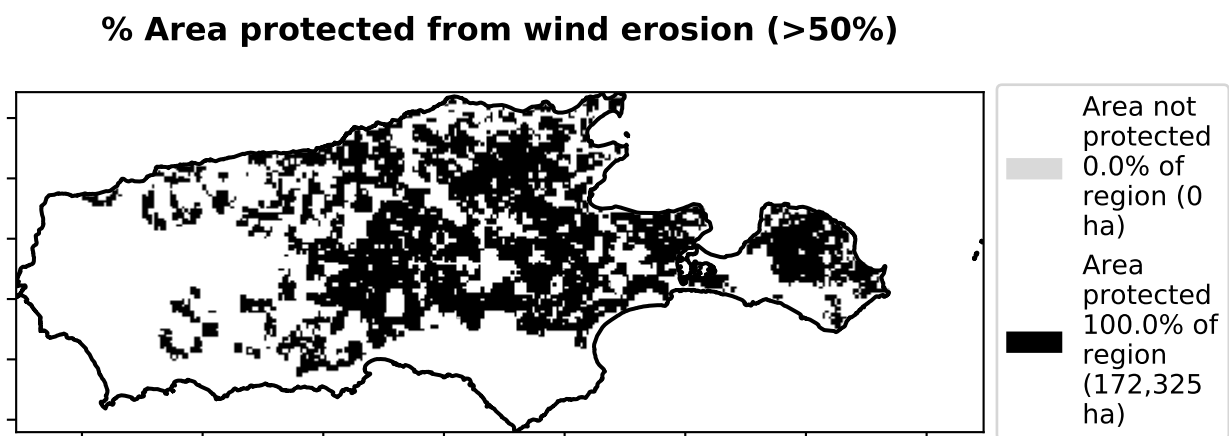 % Area protected from wind erosion (>50%)
Area not
protected
0.0% of
region (0
ha)
Area
protected
100.0% of
region
(172,325
ha)